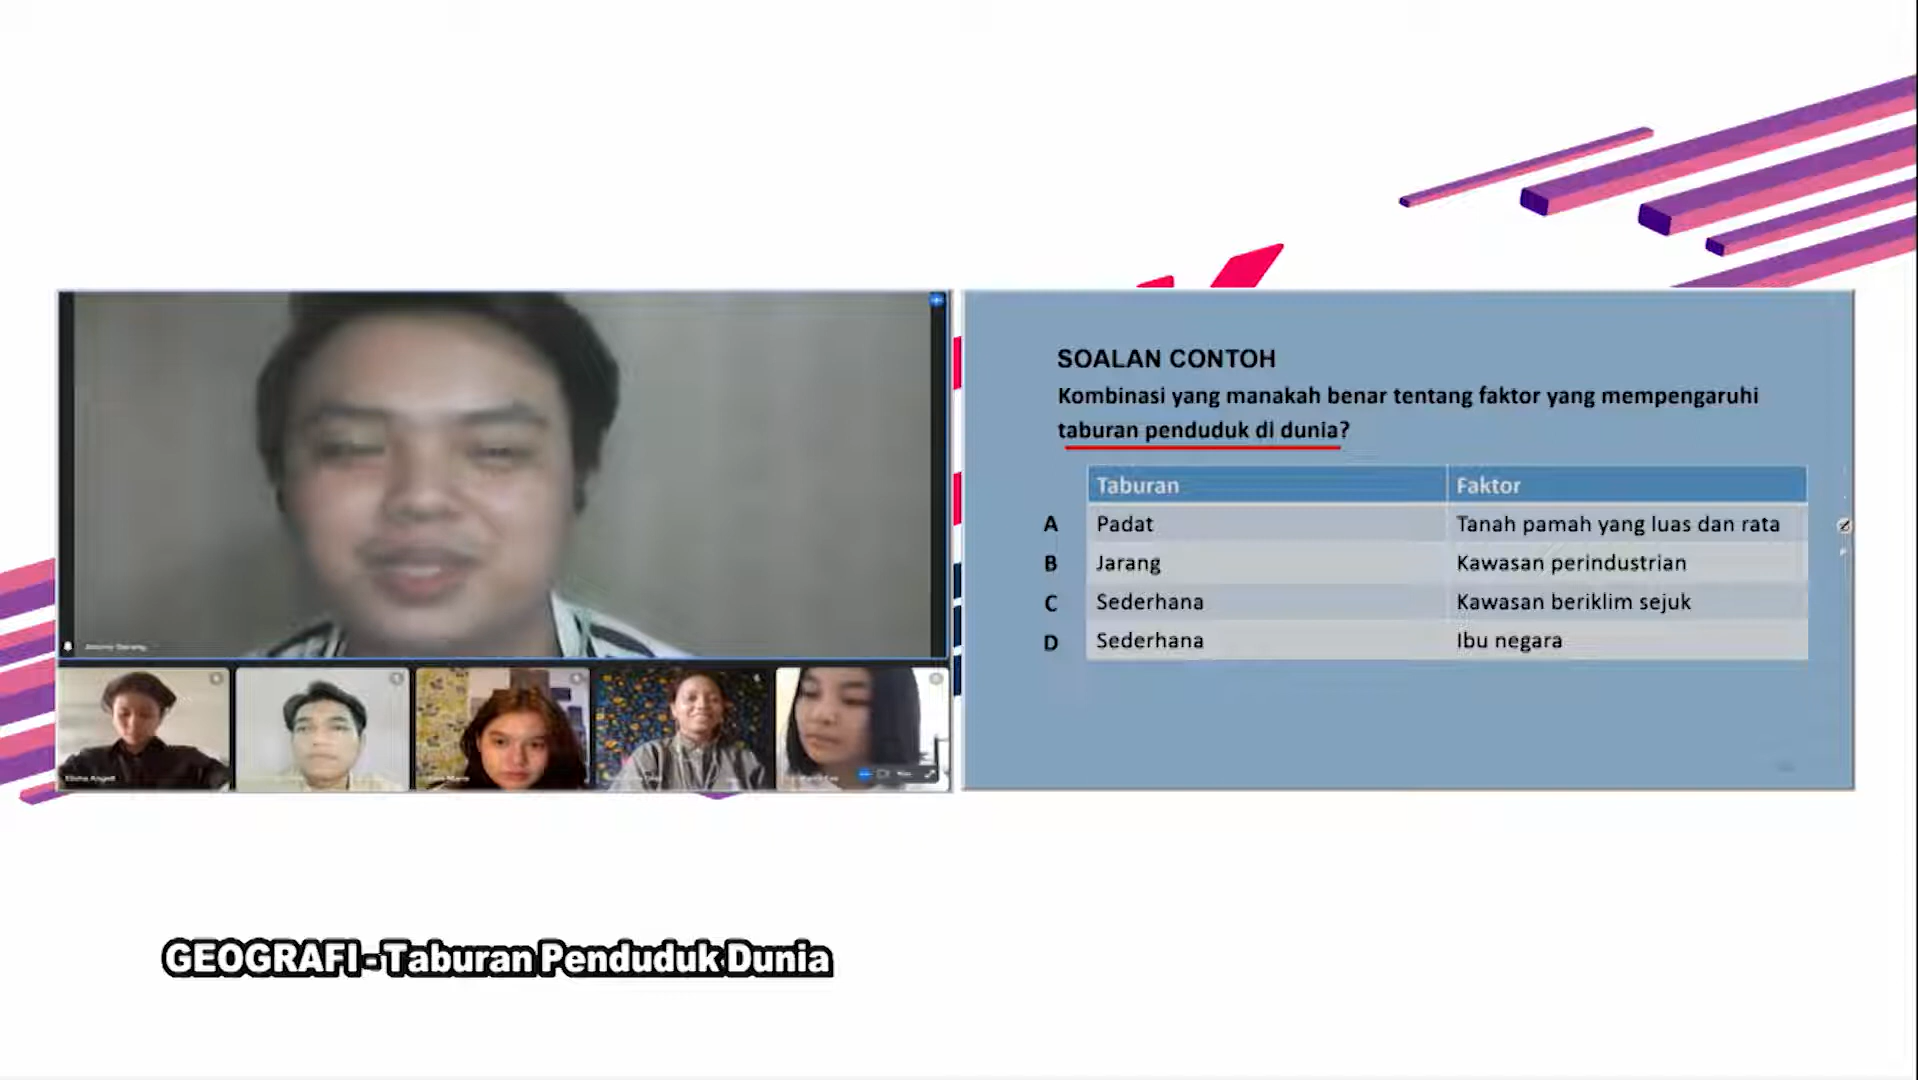 SOALAN CONTOH
Kombinasi yang manakah benar tentang faktor yang mempengaruhi
taburan penduduk di dunia?
Taburan Faktor
A Padat Tanah pamah yang luas dan rata
B Jarang Kawasan perindustrian
C Sederhana Kawasan beriklim sejuk
D Sederhana Ibu negara
GEOGRAFI - Taburan Penduduk Dunia